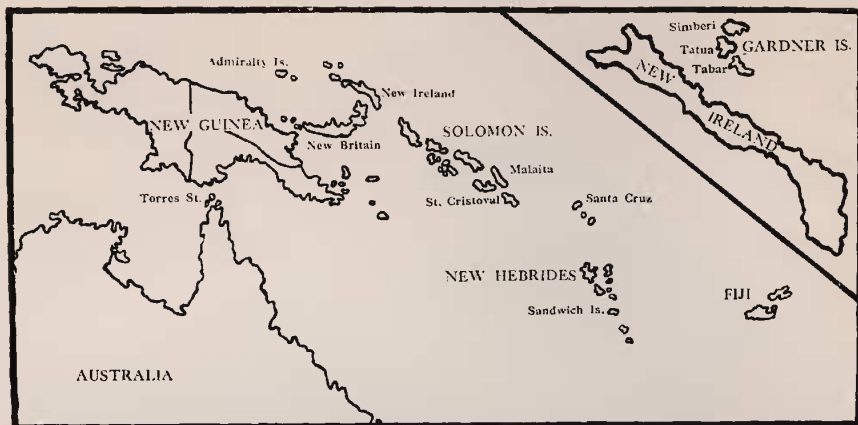 Simberi
Tatua
GARDNER IS.
Tabar
NEW
IRELAND
Admiralty Is.
New Ireland
NEW GUINEA
New Britain
SOLOMON IS.
Malaita
Torres St.
St. Cristoval
Santa Cruz
NEW HEBRIDES
FIJI
Sandwich Is.
AUSTRALIA